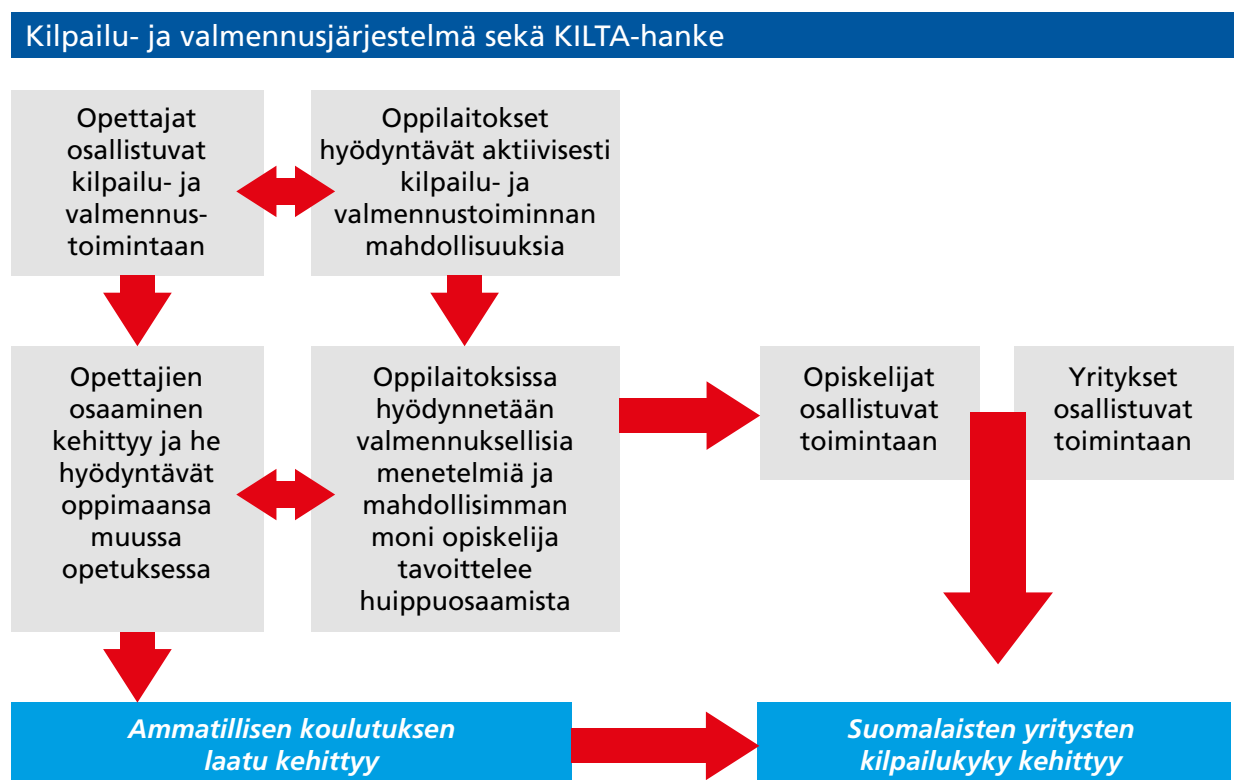 Kilpailu- ja valmennusjärjestelmä sekä KILTA-hanke
Opettajat
osallistuvat
kilpailu- ja
valmennus-
toimintaan
Oppilaitokset
hyödyntävät aktiivisesti
kilpailu- ja
valmennustoiminnan
mahdollisuuksia
Opettajien
osaaminen
kehittyy ja he
hyödyntävät
oppimaansa
muussa
opetuksessa
Oppilaitoksissa
hyödynnetään
valmennuksellisia
menetelmiä ja
mahdollisimman
moni opiskelija
tavoittelee
huippuosaamista
Opiskelijat
osallistuvat
toimintaan
Yritykset
osallistuvat
toimintaan
Ammatillisen koulutuksen
laatu kehittyy
Suomalaisten yritysten
kilpailukyky kehittyy